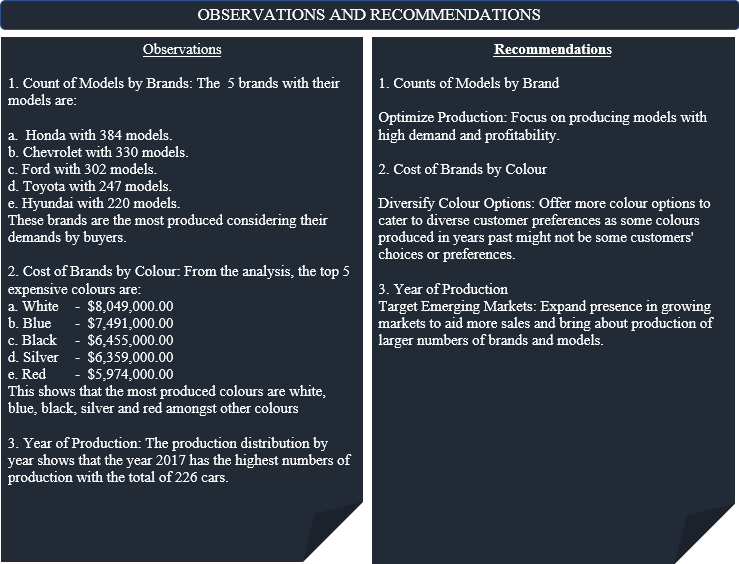 OBSERVATIONS AND RECOMMENDATIONS
Observations
1. Count of Models by Brands: The 5 brands with their
models are:
a. Honda with 384 models.
b. Chevrolet with 330 models.
c. Ford with 302 models.
d. Toyota with 247 models.
e. Hyundai with 220 models.
These brands are the most produced considering their
demands by buyers.
2. Cost of Brands by Colour: From the analysis, the top 5
expensive colours are:
a. White - $8,049,000.00
b. Blue - $7,491,000.00
c. Black - $6,455,000.00
d. Silver - $6,359,000.00
e. Red - $5,974,000.00
This shows that the most produced colours are white,
blue, black, silver and red amongst other colours
3. Year of Production: The production distribution by
year shows that the year 2017 has the highest numbers of
production with the total of 226 cars.
Recommendations
1. Counts of Models by Brand
Optimize Production: Focus on producing models with
high demand and profitability.
2. Cost of Brands by Colour
Diversify Colour Options: Offer more colour options to
cater to diverse customer preferences as some colours
produced in years past might not be some customers'
choices or preferences.
3. Year of Production
Target Emerging Markets: Expand presence in growing
markets to aid more sales and bring about production of
larger numbers of brands and models.